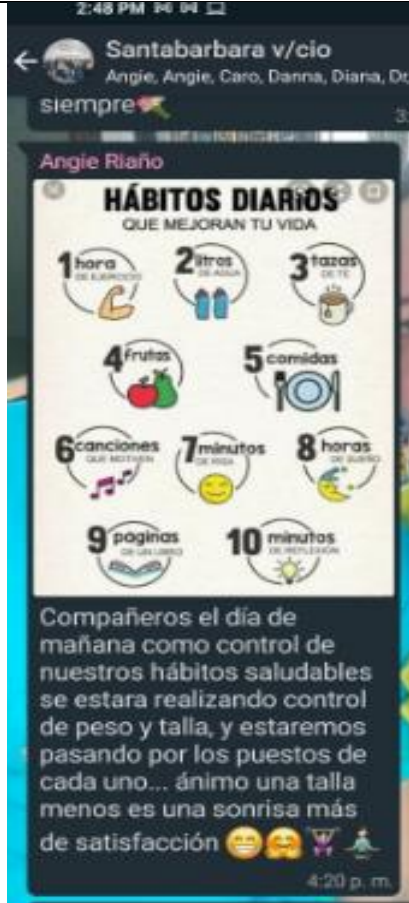 2:48 PM
Santabarbara v/cio
Angie, Angie, Caro, Danna, Diana,
siempre
Angie Riaño
HÁBITOS DIARIOS
QUE MEJORAN TU VIDA
1 hora
DE EJERCICIO
2 litros
DE AGUA
3 tazas
DE TÉ
4 frutas
5 comidas
6 canciones
QUE MOTIVEN
7 minutos
DE RISA
8 horas
DE SUEÑO
9 paginas
DE UN LIBRO
10 minutos
DE REFLEXIÓN
Compañeros el día de
mañana como control de
nuestros hábitos saludables
se estara realizando control
de peso y talla, y estaremos
pasando por los puestos de
cada uno... ánimo una talla
menos es una sonrisa más
de satisfacción 😁🤗🏋️‍♀️🧘‍♀️
4:20 p. m.